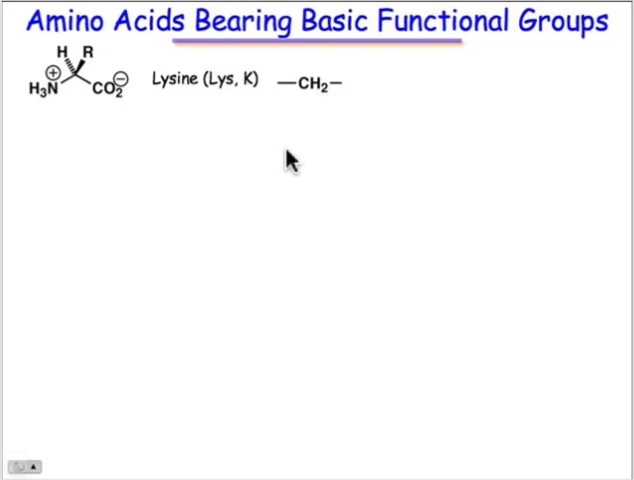 Amino Acids Bearing Basic Functional Groups
H R
H₃N⊕ CO₂⊖ Lysine (Lys, K) —CH₂—